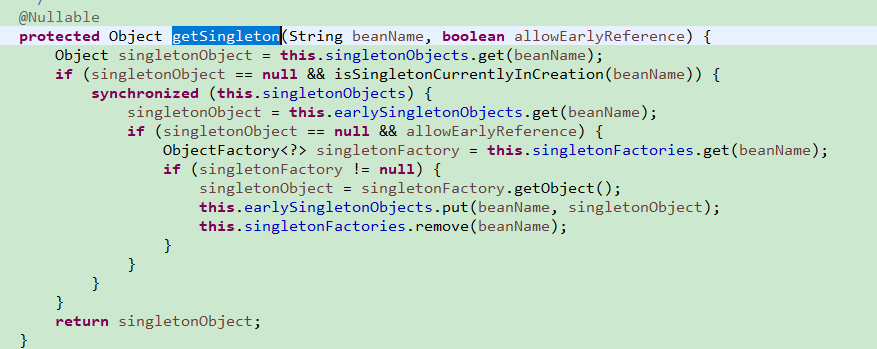 */
@Nullable
protected Object getSingleton(String beanName, boolean allowEarlyReference) {
    Object singletonObject = this.singletonObjects.get(beanName);
    if (singletonObject == null && isSingletonCurrentlyInCreation(beanName)) {
        synchronized (this.singletonObjects) {
            singletonObject = this.earlySingletonObjects.get(beanName);
            if (singletonObject == null && allowEarlyReference) {
                ObjectFactory<?> singletonFactory = this.singletonFactories.get(beanName);
                if (singletonFactory != null) {
                    singletonObject = singletonFactory.getObject();
                    this.earlySingletonObjects.put(beanName, singletonObject);
                    this.singletonFactories.remove(beanName);
                }
            }
        }
    }
    return singletonObject;
}